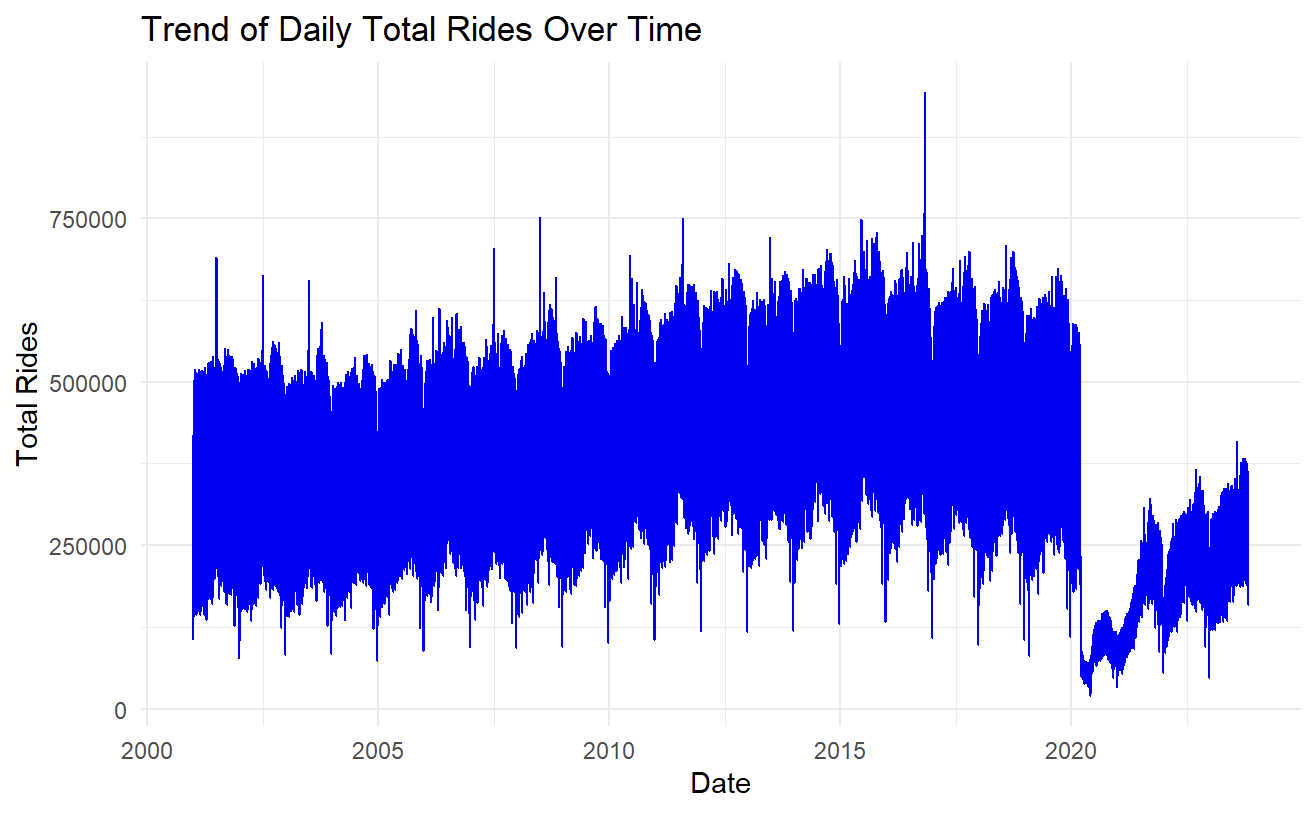 Trend of Daily Total Rides Over Time
Total Rides
750000
500000
250000
0
2000 2005 2010 2015 2020
Date